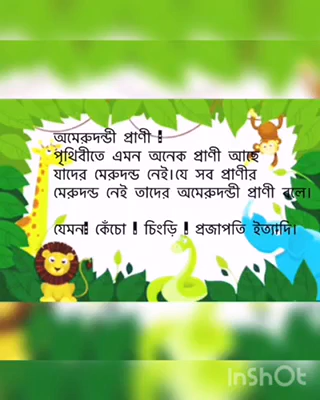 অমেরুদন্ডী প্রাণী !
পৃথিবীতে এমন অনেক প্রাণী আছে
যাদের মেরুদন্ড নেই।যে সব প্রাণীর
মেরুদন্ড নেই তাদের অমেরুদন্ডী প্রাণী বলে।
যেমন! কেঁচো ! চিংড়ি ! প্রজাপতি ইত্যাদি।
InShOt